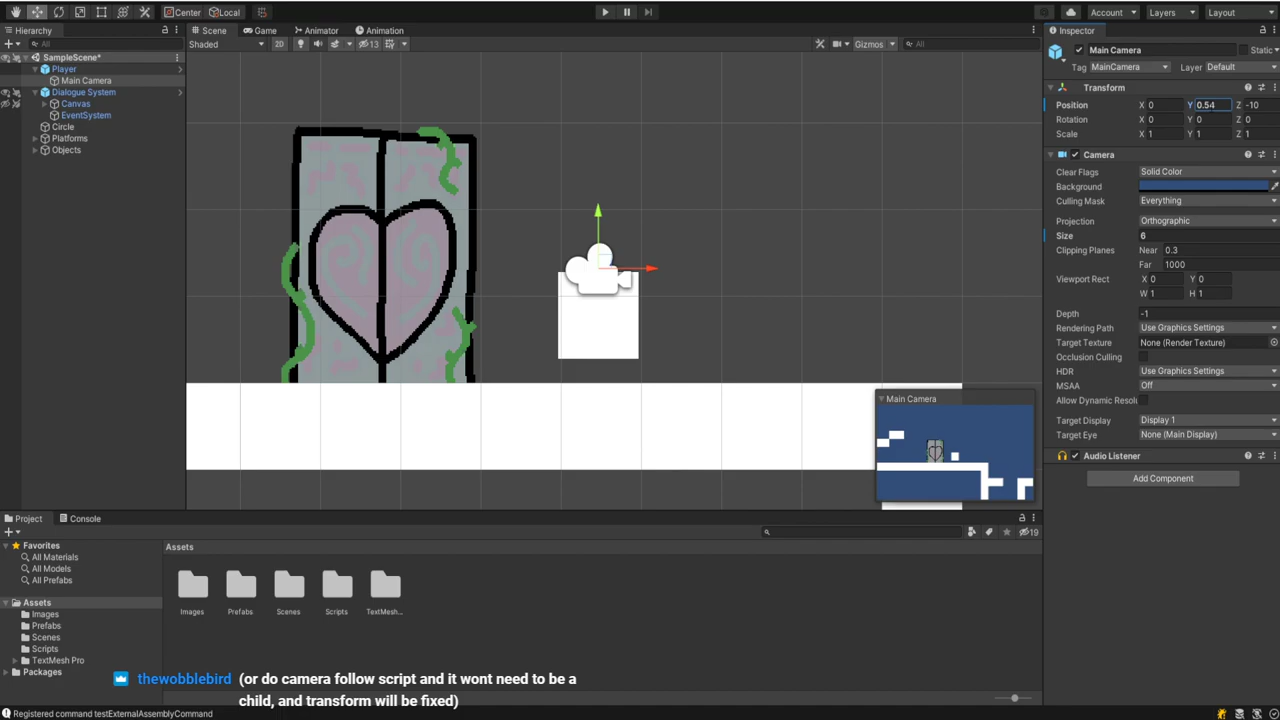 Center Local
Account Layers Layout
Hierarchy
Scene Game Animator Animation
Inspector
All
Shaded 2D 13 Gizmos All
SampleScene*
Player
Main Camera
Dialogue System
Canvas
EventSystem
Circle
Platforms
Objects
Main Camera Static
Tag MainCamera Layer Default
Transform
Position X 0 Y 0.54 Z -10
Rotation X 0 Y 0 Z 0
Scale X 1 Y 1 Z 1
Camera
Clear Flags Solid Color
Background
Culling Mask Everything
Projection Orthographic
Size 6
Clipping Planes Near 0.3
Far 1000
Viewport Rect X 0 Y 0
W 1 H 1
Depth -1
Rendering Path Use Graphics Settings
Target Texture None (Render Texture)
Occlusion Culling
HDR Use Graphics Settings
MSAA Off
Allow Dynamic Resolu
Target Display Display 1
Target Eye None (Main Display)
Audio Listener
Add Component
Main Camera
Project Console
19
Favorites
All Materials
All Models
All Prefabs
Assets
Images
Prefabs
Scenes
Scripts
TextMesh Pro
Packages
Assets
Images Prefabs Scenes Scripts TextMesh...
thewobblebird (or do camera follow script and it wont need to be a
child, and transform will be fixed)
Registered command testExternalAssemblyCommand